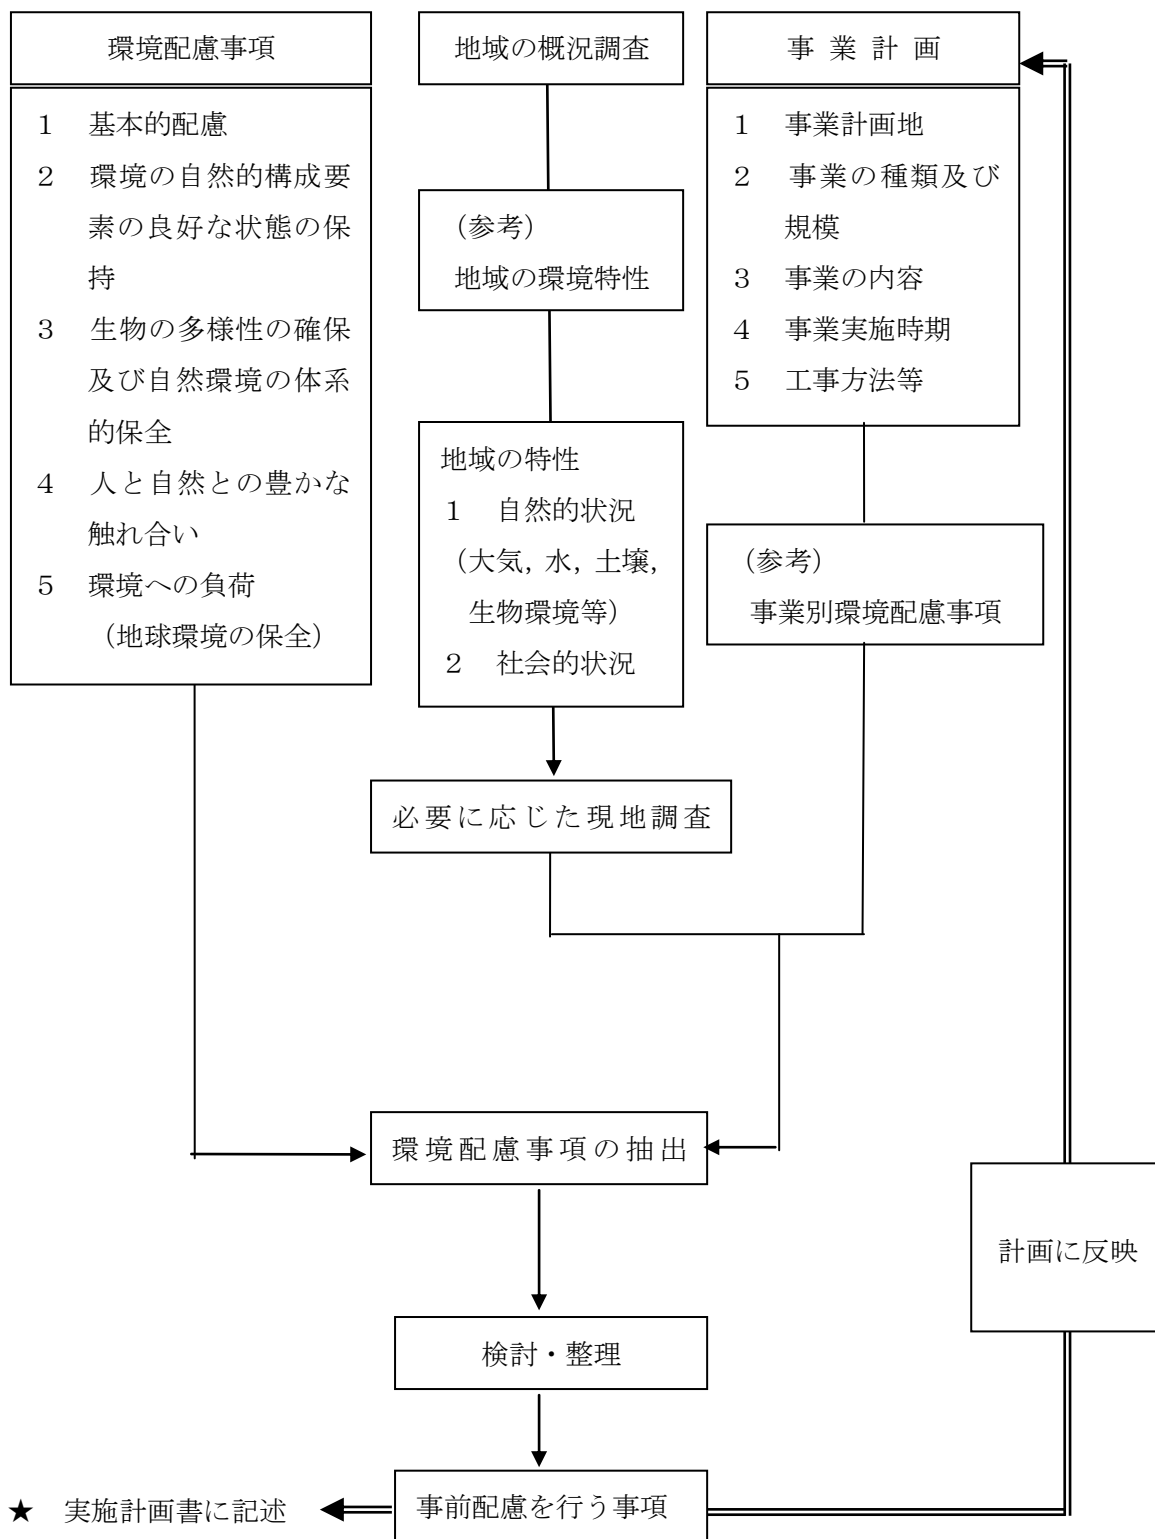 環境配慮事項
１　基本的配慮
２　環境の自然的構成要
素の良好な状態の保
持
３　生物の多様性の確保
及び自然環境の体系
的保全
４　人と自然との豊かな
触れ合い
５　環境への負荷
（地球環境の保全）
地域の概況調査
（参考）
地域の環境特性
地域の特性
１　自然的状況
（大気，水，土壌，
生物環境等）
２　社会的状況
事業計画
１　事業計画地
２　事業の種類及び
規模
３　事業の内容
４　事業実施時期
５　工事方法等
（参考）
事業別環境配慮事項
必要に応じた現地調査
環境配慮事項の抽出
計画に反映
検討・整理
事前配慮を行う事項
★　実施計画書に記述